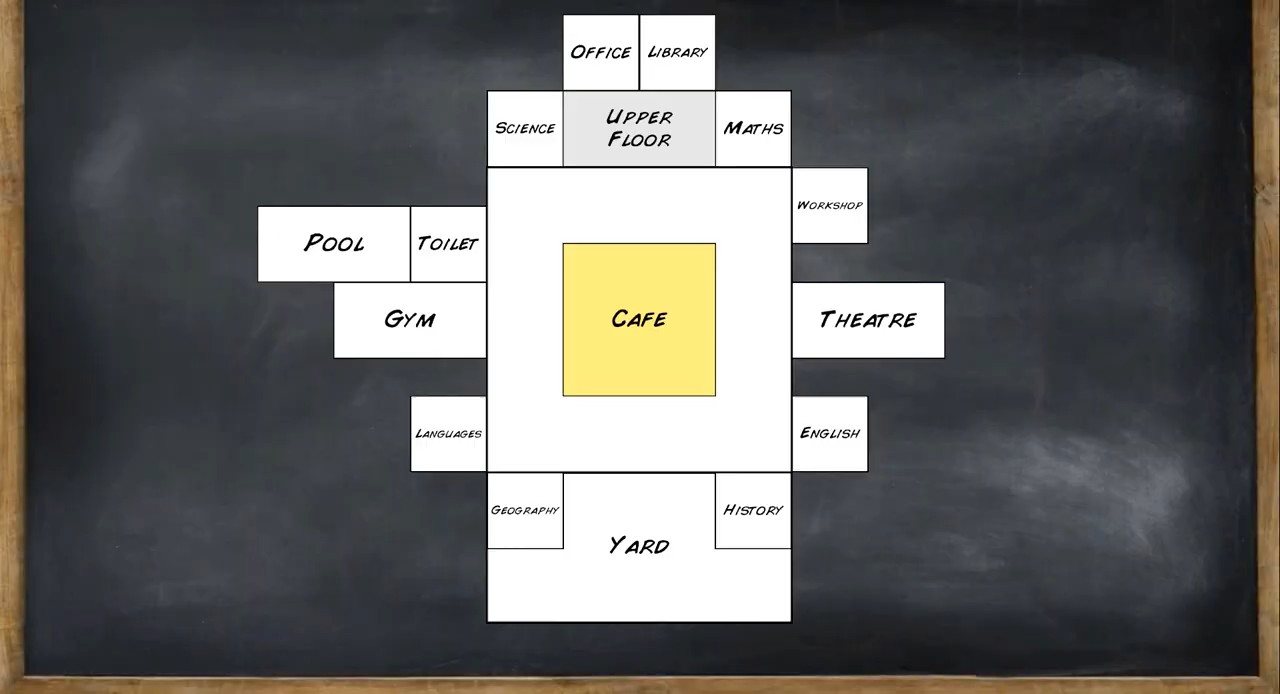 Office
Library
Science
Upper
Floor
Maths
Workshop
Pool
Toilet
Gym
Cafe
Theatre
Languages
English
Geography
History
Yard